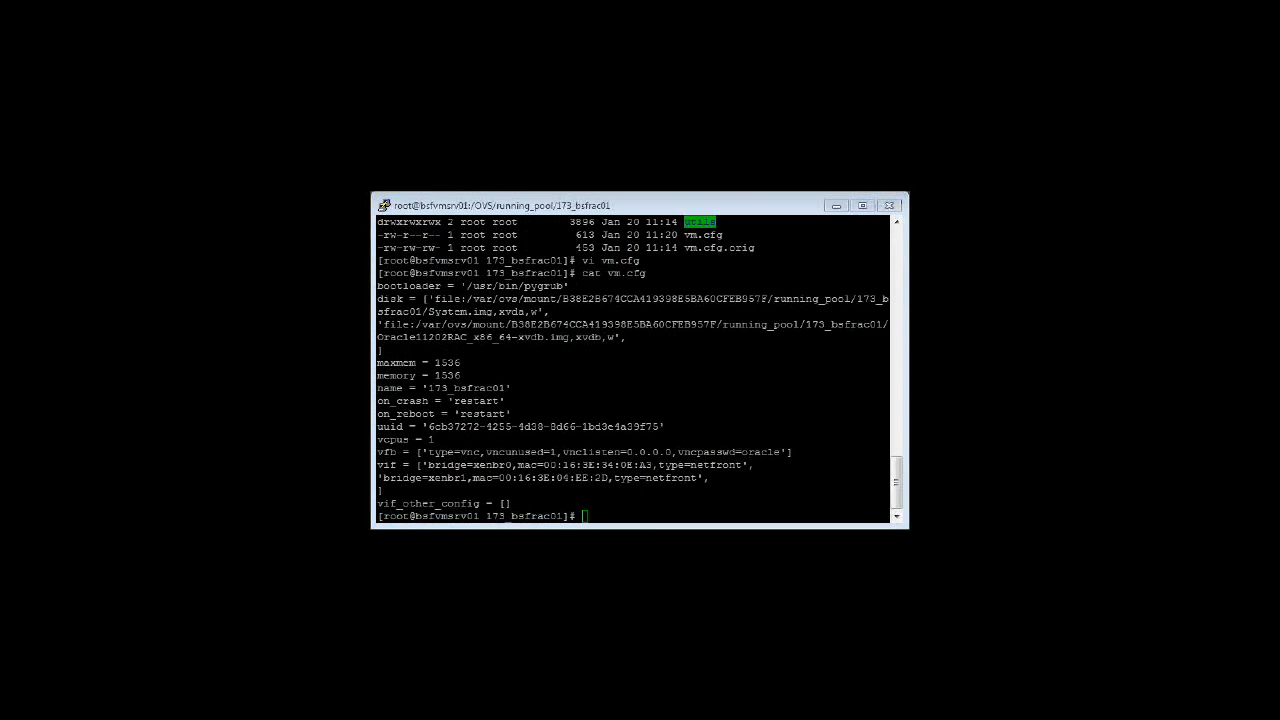 root@bsfvmsrv01:/OVS/running_pool/173_bsfrac01
drwxrwxrwx 2 root root 3896 Jan 20 11:14 utils
-rw-r--r-- 1 root root 613 Jan 20 11:20 vm.cfg
-rw-rw-rw- 1 root root 453 Jan 20 11:14 vm.cfg.orig
[root@bsfvmsrv01 173_bsfrac01]# vi vm.cfg
[root@bsfvmsrv01 173_bsfrac01]# cat vm.cfg
bootloader = '/usr/bin/pygrub'
disk = ['file:/var/ovs/mount/B38E2B674CCA419398E5BA60CFEB957F/running_pool/173_b
sfrac01/System.img,xvda,w',
'file:/var/ovs/mount/B38E2B674CCA419398E5BA60CFEB957F/running_pool/173_bsfrac01/
Oracle11202RAC_x86_64-xvdb.img,xvdb,w',
]
maxmem = 1536
memory = 1536
name = '173_bsfrac01'
on_crash = 'restart'
on_reboot = 'restart'
uuid = '6cb37272-4255-4d38-8d66-1bd3e4a39f75'
vcpus = 1
vfb = ['type=vnc,vncunused=1,vnclisten=0.0.0.0,vncpasswd=oracle']
vif = ['bridge=xenbr0,mac=00:16:3E:34:0E:A3,type=netfront',
'bridge=xenbr1,mac=00:16:3E:04:EE:2D,type=netfront',
]
vif_other_config = []
[root@bsfvmsrv01 173_bsfrac01]#